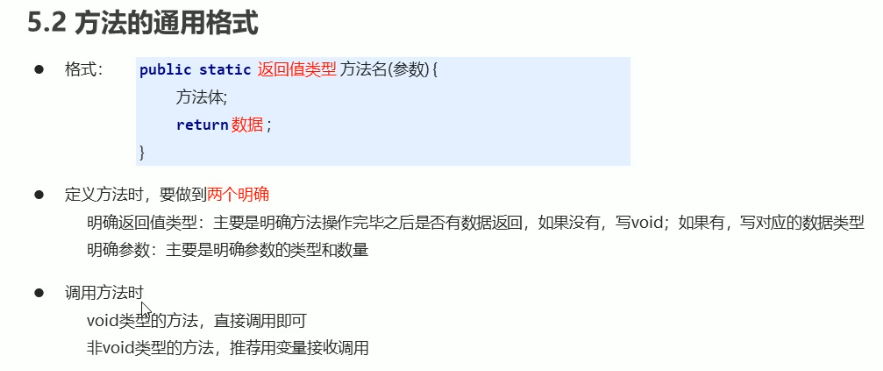 5.2 方法的通用格式
● 格式： public static 返回值类型 方法名(参数) {
方法体;
return 数据 ;
}
● 定义方法时，要做到两个明确
明确返回值类型：主要是明确方法操作完毕之后是否有数据返回，如果没有，写void；如果有，写对应的数据类型
明确参数：主要是明确参数的类型和数量
● 调用方法时
void类型的方法，直接调用即可
非void类型的方法，推荐用变量接收调用